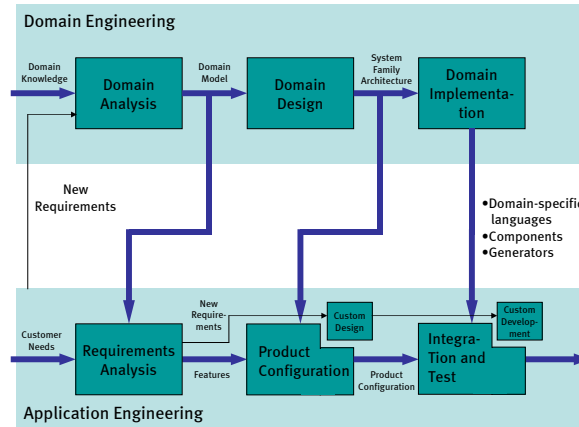 Domain Engineering
Domain
Knowledge
Domain
Analysis
Domain
Model
Domain
Design
System
Family
Architecture
Domain
Implementa-
tion
New
Requirements
•Domain-specific
languages
•Components
•Generators
Customer
Needs
Requirements
Analysis
New
Require-
ments
Features
Custom
Design
Product
Configuration
Product
Configuration
Custom
Develop-
ment
Integra-
Tion and
Test
Application Engineering